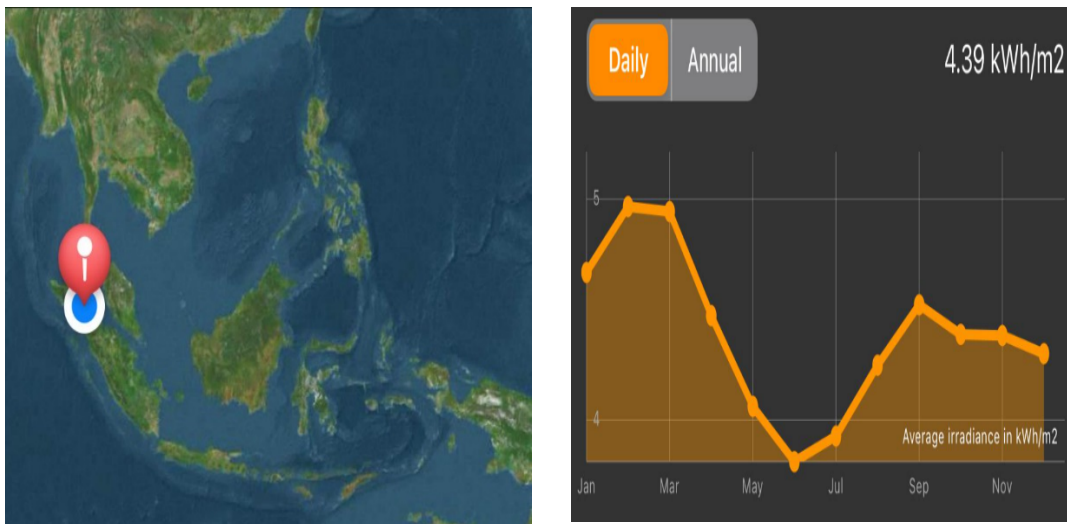 Daily Annual 4.39 kWh/m2
5
4
Average irradiance in kWh/m2
Jan Mar May Jul Sep Nov